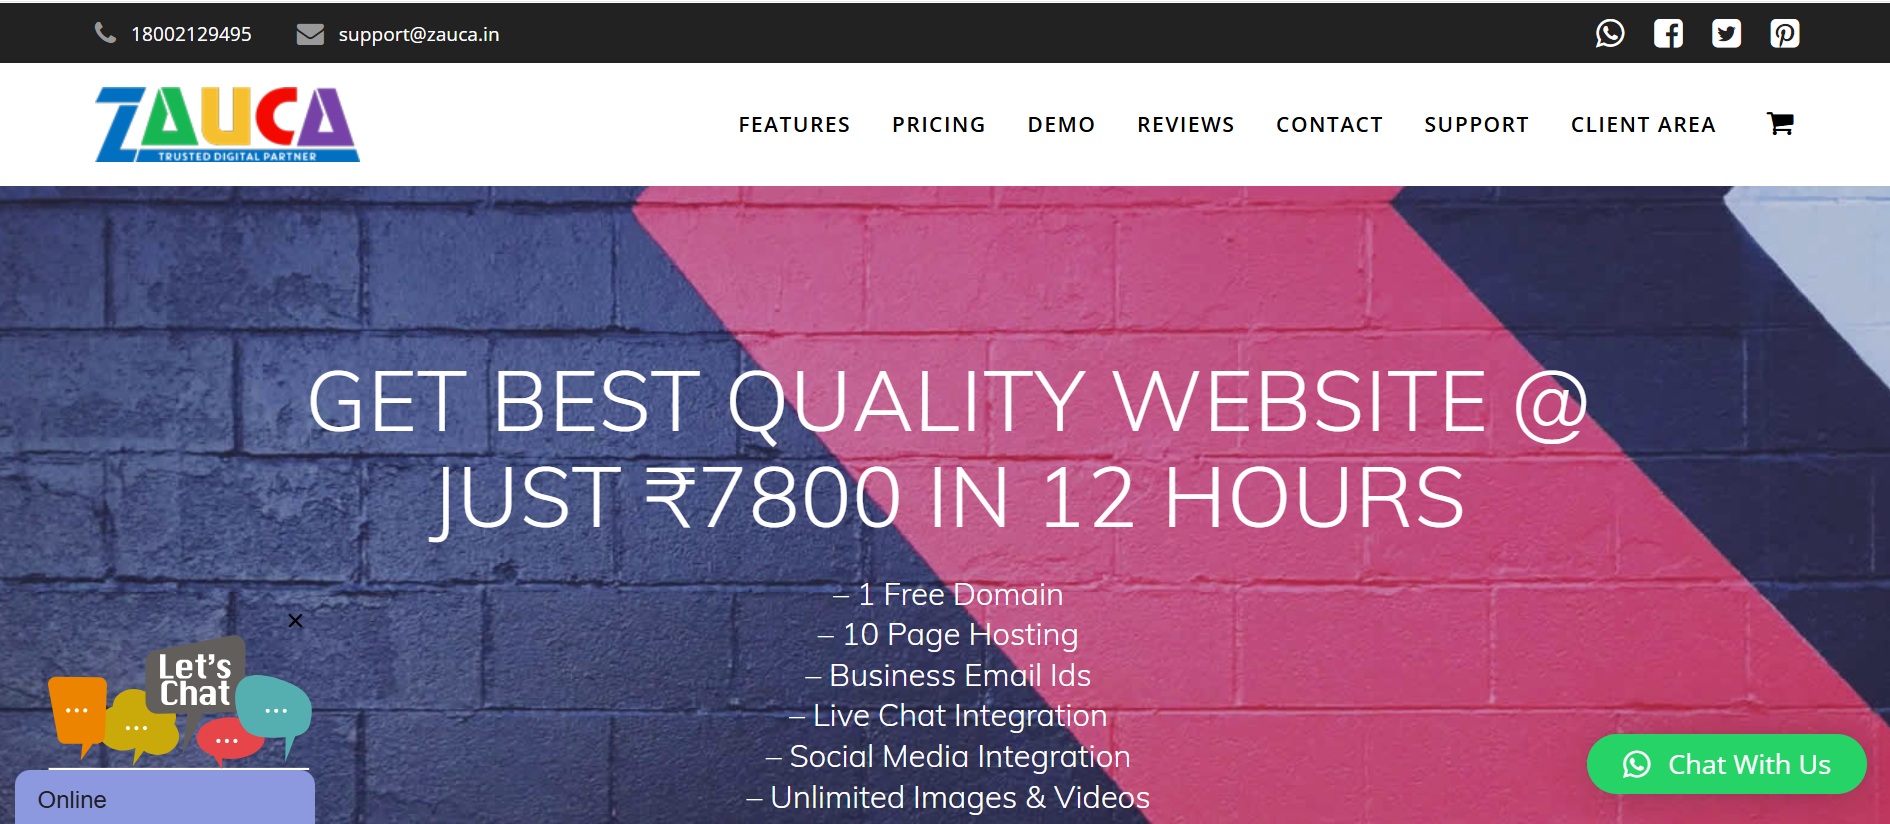 18002129495
support@zauca.in
ZAUCA
TRUSTED DIGITAL PARTNER
FEATURES PRICING DEMO REVIEWS CONTACT SUPPORT CLIENT AREA
GET BEST QUALITY WEBSITE @
JUST ₹7800 IN 12 HOURS
– 1 Free Domain
– 10 Page Hosting
– Business Email Ids
– Live Chat Integration
– Social Media Integration
– Unlimited Images & Videos
Let's
Chat
Online
Chat With Us